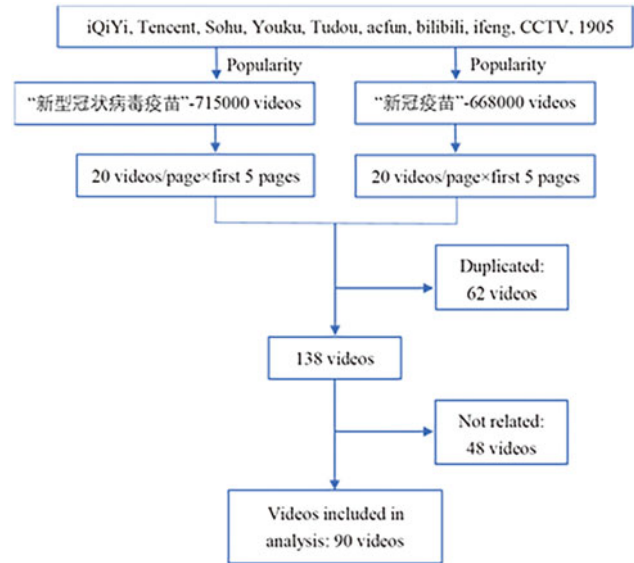 iQiYi, Tencent, Sohu, Youku, Tudou, acfun, bilibili, ifeng, CCTV, 1905
Popularity
Popularity
“新型冠状病毒疫苗”-715000 videos
“新冠疫苗”-668000 videos
20 videos/page×first 5 pages
20 videos/page×first 5 pages
Duplicated:
62 videos
138 videos
Not related:
48 videos
Videos included in
analysis: 90 videos